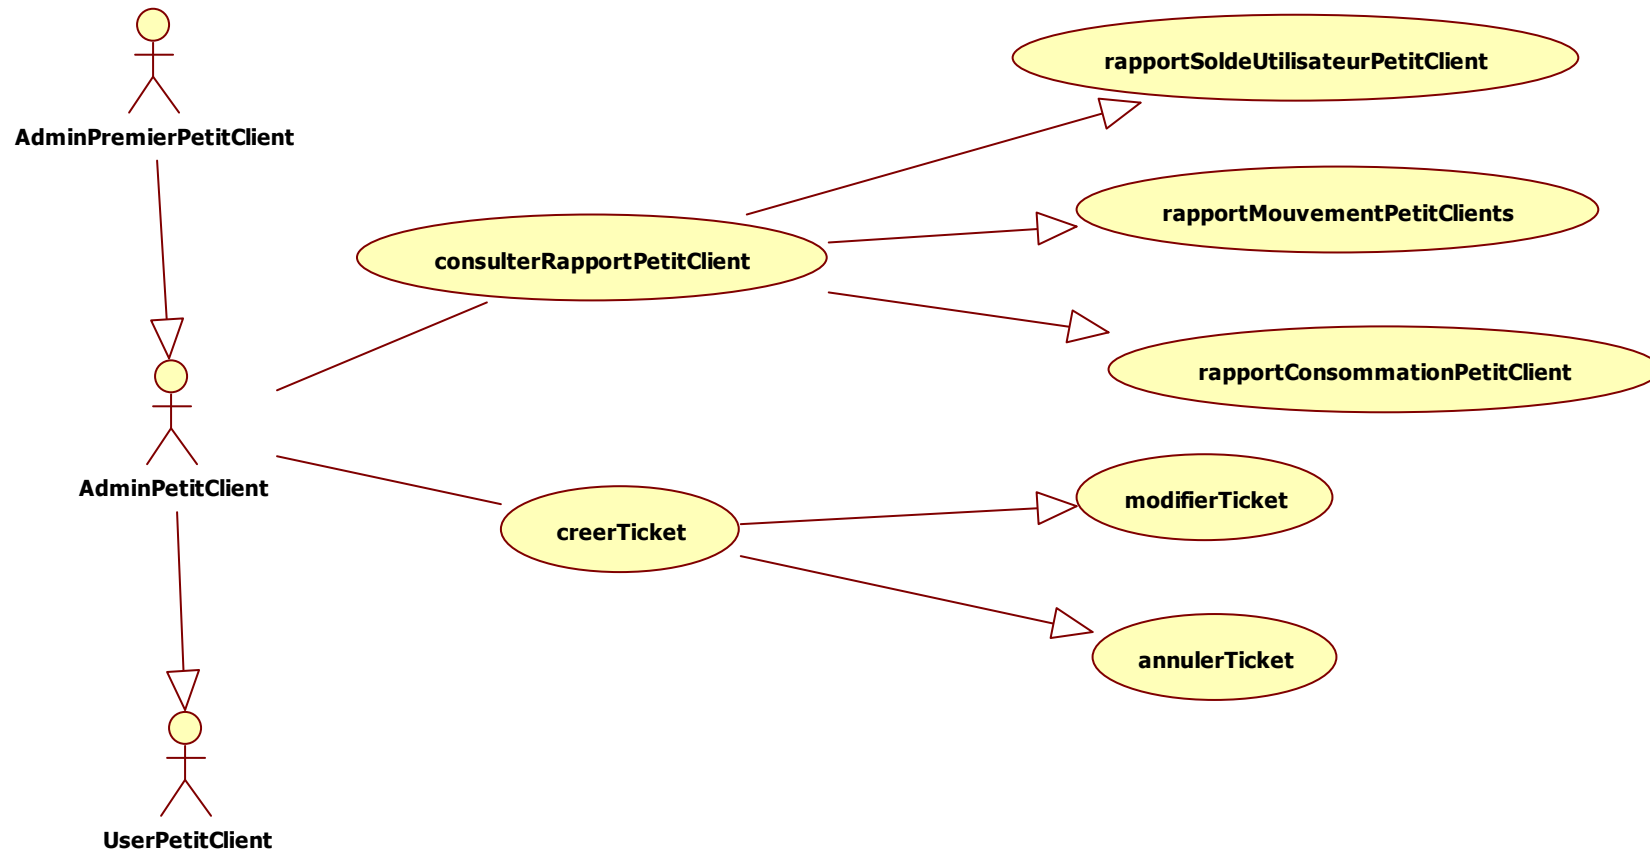 AdminPremierPetitClient
rapportSoldeUtilisateurPetitClient
rapportMouvementPetitClients
consulterRapportPetitClient
rapportConsommationPetitClient
AdminPetitClient
modifierTicket
creerTicket
annulerTicket
UserPetitClient